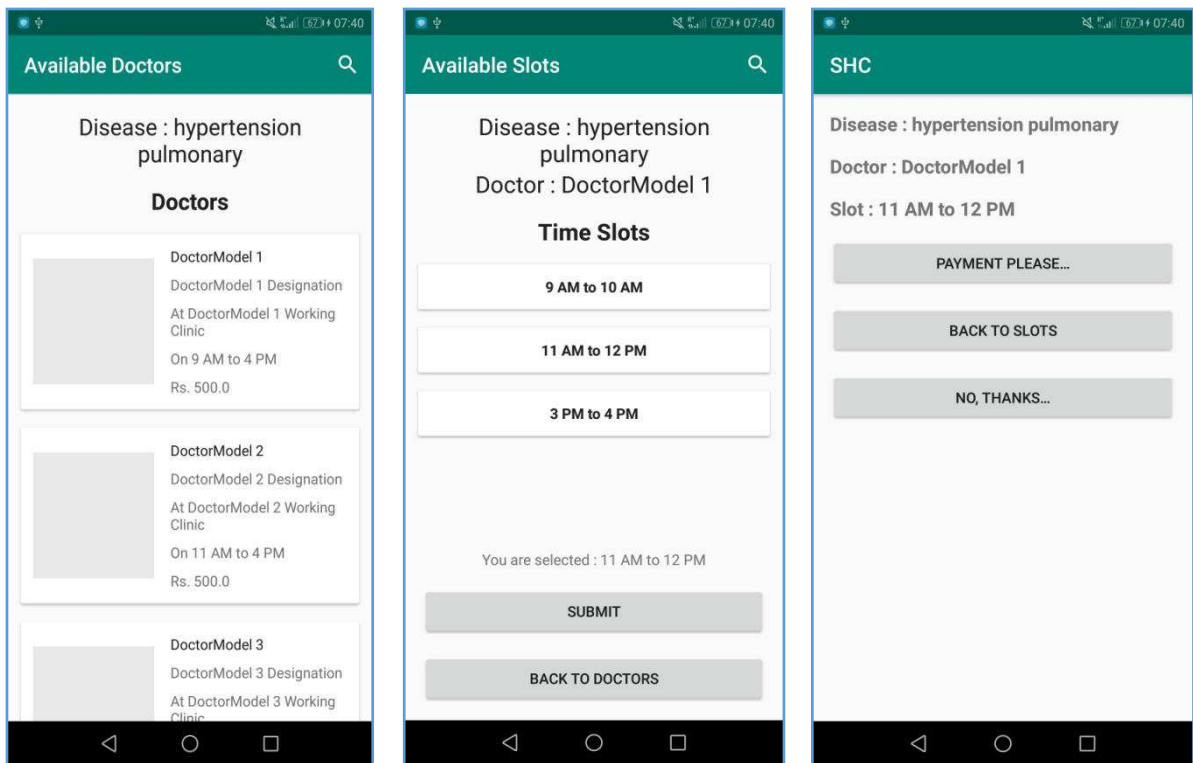 07:40
Available Doctors
Disease : hypertension
pulmonary
Doctors
DoctorModel 1
DoctorModel 1 Designation
At DoctorModel 1 Working
Clinic
On 9 AM to 4 PM
Rs. 500.0
DoctorModel 2
DoctorModel 2 Designation
At DoctorModel 2 Working
Clinic
On 11 AM to 4 PM
Rs. 500.0
DoctorModel 3
DoctorModel 3 Designation
At DoctorModel 3 Working
Clinic
67 07:40
Available Slots
Disease : hypertension
pulmonary
Doctor : DoctorModel 1
Time Slots
9 AM to 10 AM
11 AM to 12 PM
3 PM to 4 PM
You are selected : 11 AM to 12 PM
SUBMIT
BACK TO DOCTORS
67 07:40
SHC
Disease : hypertension pulmonary
Doctor : DoctorModel 1
Slot : 11 AM to 12 PM
PAYMENT PLEASE...
BACK TO SLOTS
NO, THANKS...